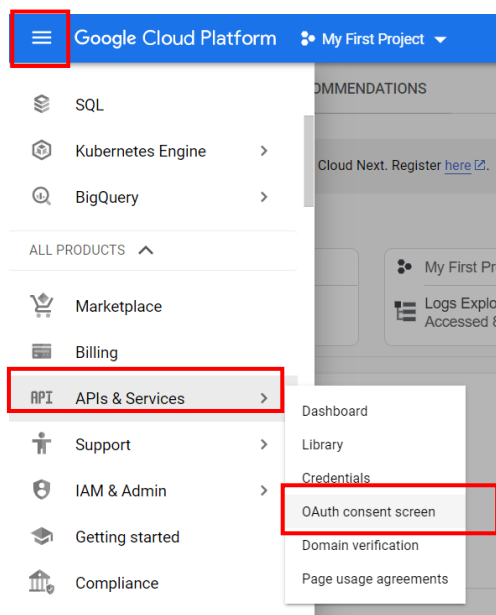 Google Cloud Platform My First Project
OMMENDATIONS
SQL
Kubernetes Engine
Cloud Next. Register here.
BigQuery
ALL PRODUCTS
My First Pr
Marketplace
Logs Explo
Accessed 8
Billing
API APIs & Services
Dashboard
Support
Library
Credentials
IAM & Admin
OAuth consent screen
Getting started
Domain verification
Compliance
Page usage agreements